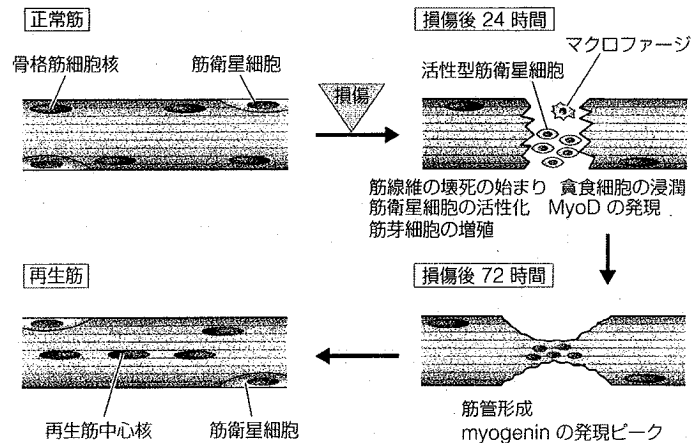 正常筋
骨格筋細胞核
筋衛星細胞
損傷
損傷後 24 時間
マクロファージ
活性型筋衛星細胞
筋線維の壊死の始まり 貪食細胞の浸潤
筋衛星細胞の活性化 MyoD の発現
筋芽細胞の増殖
損傷後 72 時間
筋管形成
myogenin の発現ピーク
再生筋
再生筋中心核
筋衛星細胞